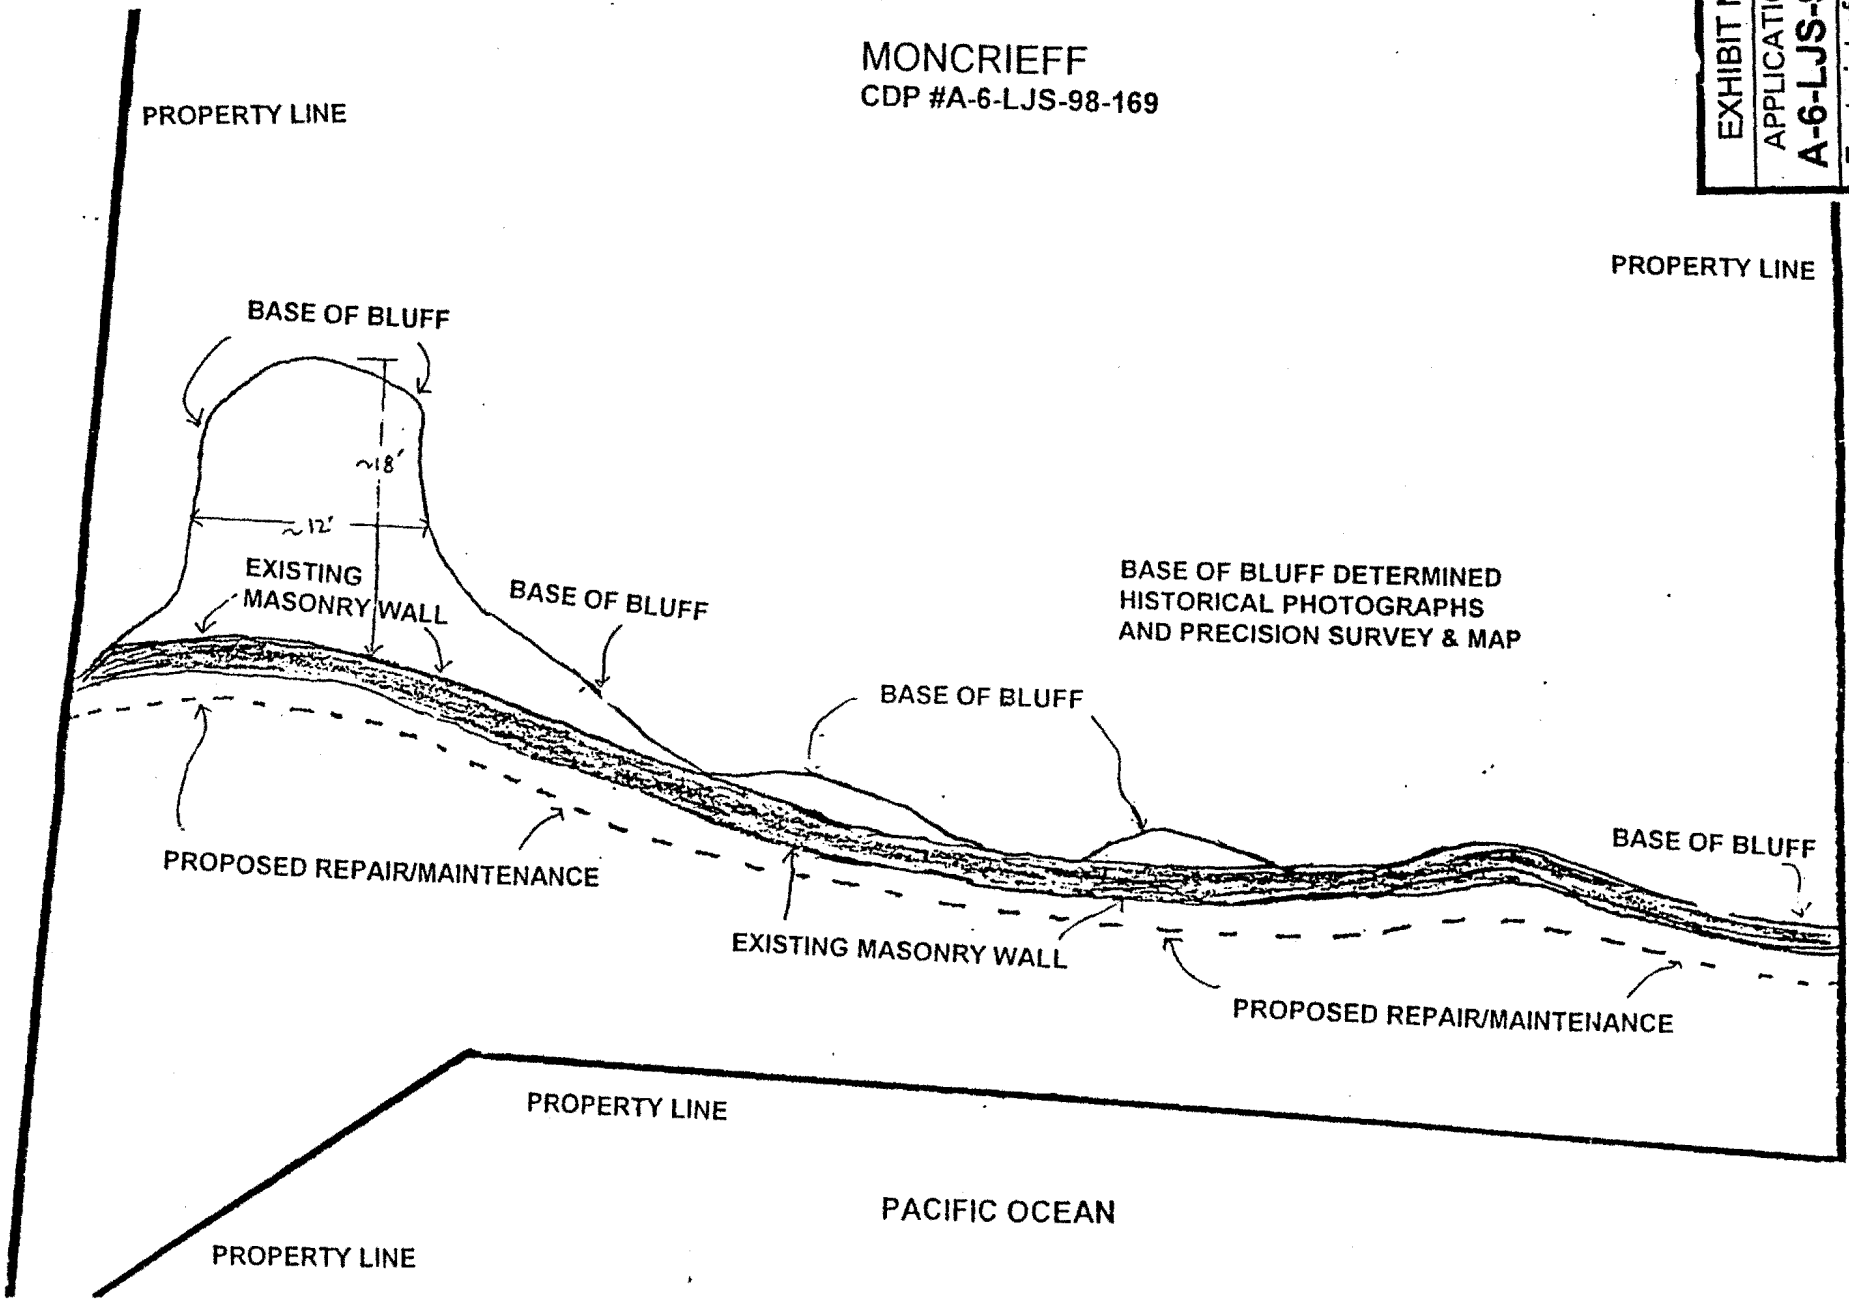 MONCRIEFF
CDP #A-6-LJS-98-169
EXHIBIT
APPLICATI
A-6-LJS-
PROPERTY LINE
PROPERTY LINE
BASE OF BLUFF
~18'
~12'
EXISTING
MASONRY WALL
BASE OF BLUFF
BASE OF BLUFF DETERMINED
HISTORICAL PHOTOGRAPHS
AND PRECISION SURVEY & MAP
BASE OF BLUFF
BASE OF BLUFF
PROPOSED REPAIR/MAINTENANCE
EXISTING MASONRY WALL
PROPOSED REPAIR/MAINTENANCE
PROPERTY LINE
PACIFIC OCEAN
PROPERTY LINE